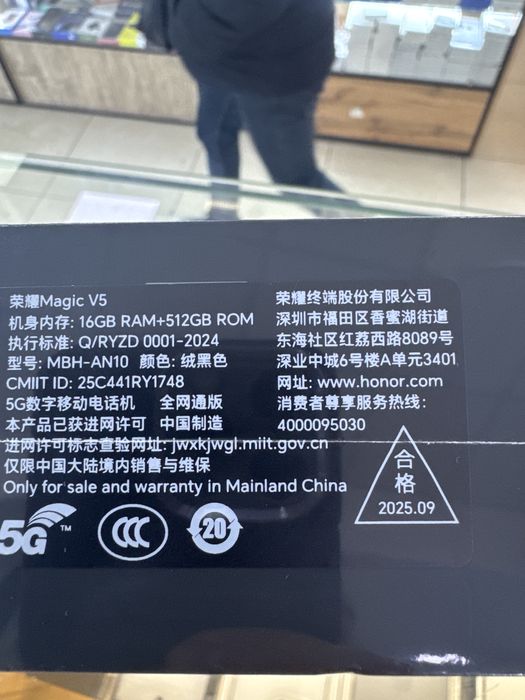 荣耀Magic V5
机身内存: 16GB RAM+512GB ROM
执行标准: Q/RYZD 0001-2024
型号: MBH-AN10 颜色: 绒黑色
CMIIT ID: 25C441RY1748
5G数字移动电话机 全网通版
本产品已获进网许可 中国制造
进网许可标志查验网址: jwxkjwgl.miit.gov.cn
仅限中国大陆境内销售与维保
Only for sale and warranty in Mainland China
荣耀终端股份有限公司
深圳市福田区香蜜湖街道
东海社区红荔西路8089号
深业中城6号楼A单元3401
网址: www.honor.com
消费者尊享服务热线:
4000095030
合
格
2025.09
5G TM
CCC
20